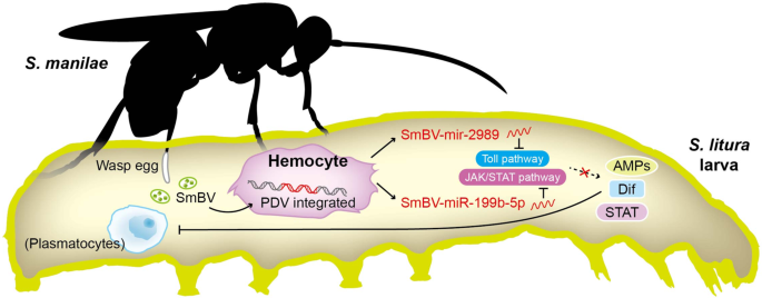 S. manilae
Wasp egg
SmBV
(Plasmatocytes)
Hemocyte
PDV integrated
SmBV-mir-2989
Toll pathway
JAK/STAT pathway
SmBV-miR-199b-5p
AMPs
Dif
STAT
S. litura
larva